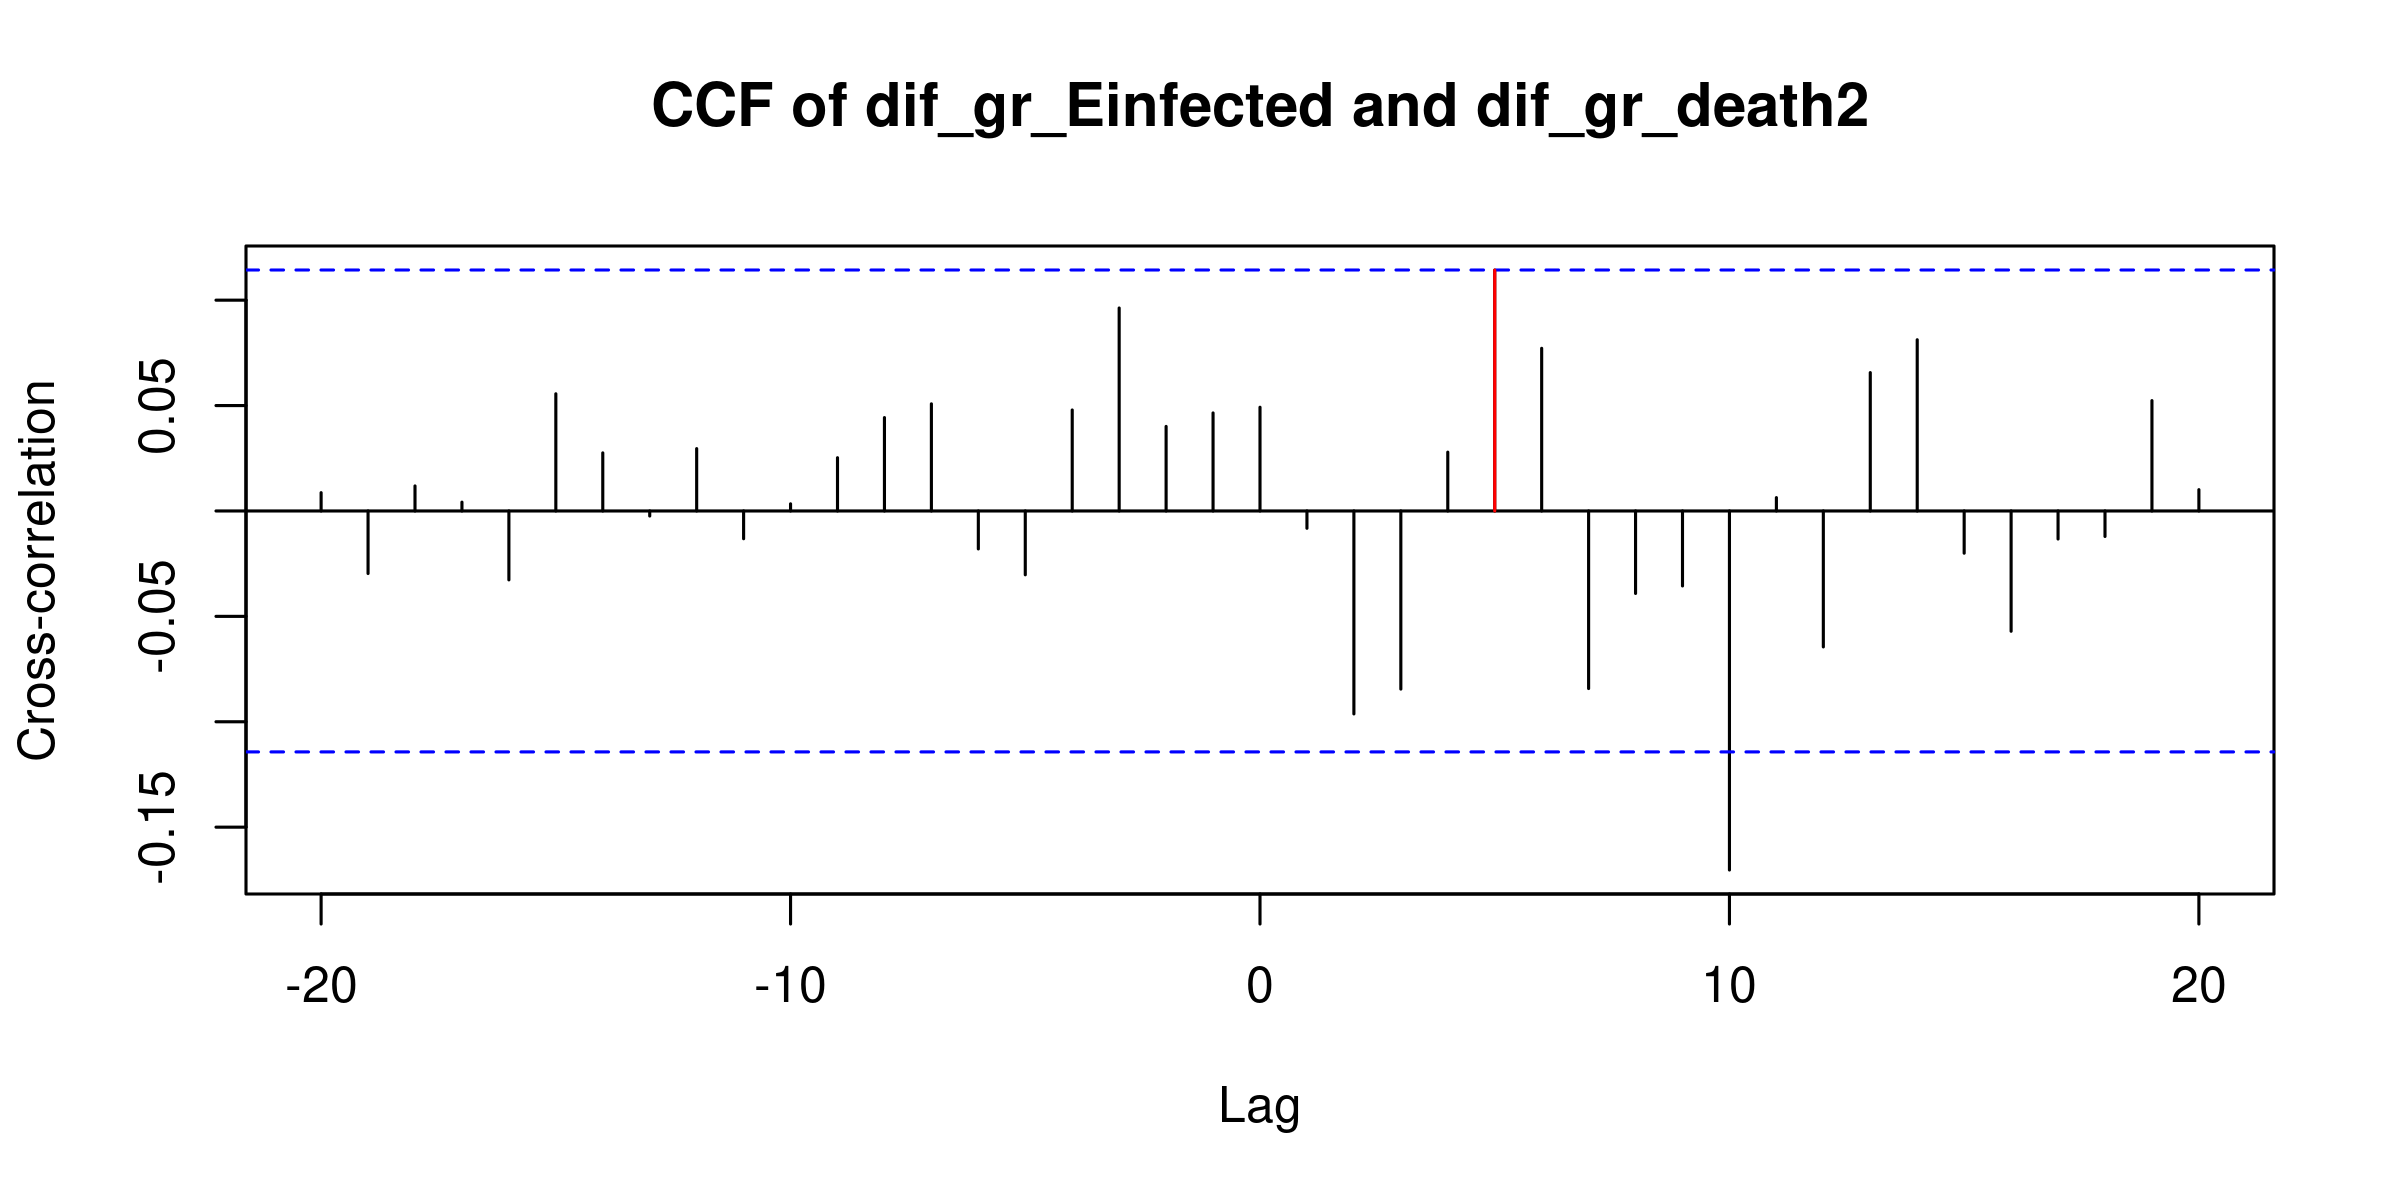 CCF of dif_gr_Einfected and dif_gr_death2
Cross-correlation
0.05
-0.05
-0.15
-20 -10 0 10 20
Lag